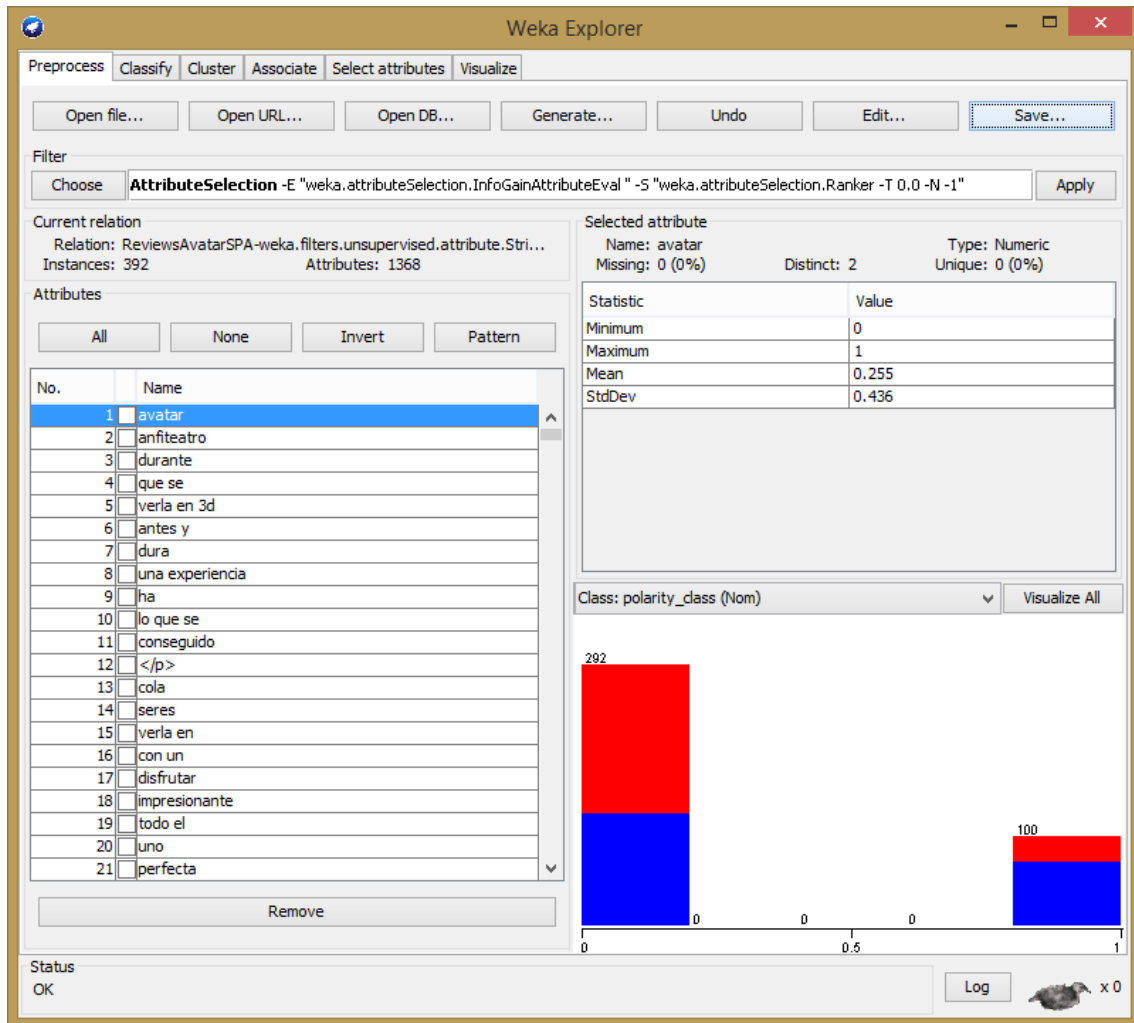 Weka Explorer
Preprocess Classify Cluster Associate Select attributes Visualize
Open file... Open URL... Open DB... Generate... Undo Edit... Save...
Filter
Choose AttributeSelection -E "weka.attributeSelection.InfoGainAttributeEval " -S "weka.attributeSelection.Ranker -T 0.0 -N -1" Apply
Current relation
Relation: ReviewsAvatarSPA-weka.filters.unsupervised.attribute.Stri...
Instances: 392 Attributes: 1368
Attributes
All None Invert Pattern
No. Name
1 avatar
2 anfiteatro
3 durante
4 que se
5 verla en 3d
6 antes y
7 dura
8 una experiencia
9 ha
10 lo que se
11 conseguido
12 </p>
13 cola
14 seres
15 verla en
16 con un
17 disfrutar
18 impresionante
19 todo el
20 uno
21 perfecta
Remove
Selected attribute
Name: avatar Type: Numeric
Missing: 0 (0%) Distinct: 2 Unique: 0 (0%)
Statistic Value
Minimum 0
Maximum 1
Mean 0.255
StdDev 0.436
Class: polarity_class (Nom) Visualize All
292
100
0 0 0
0 0.5 1
Status
OK Log x 0